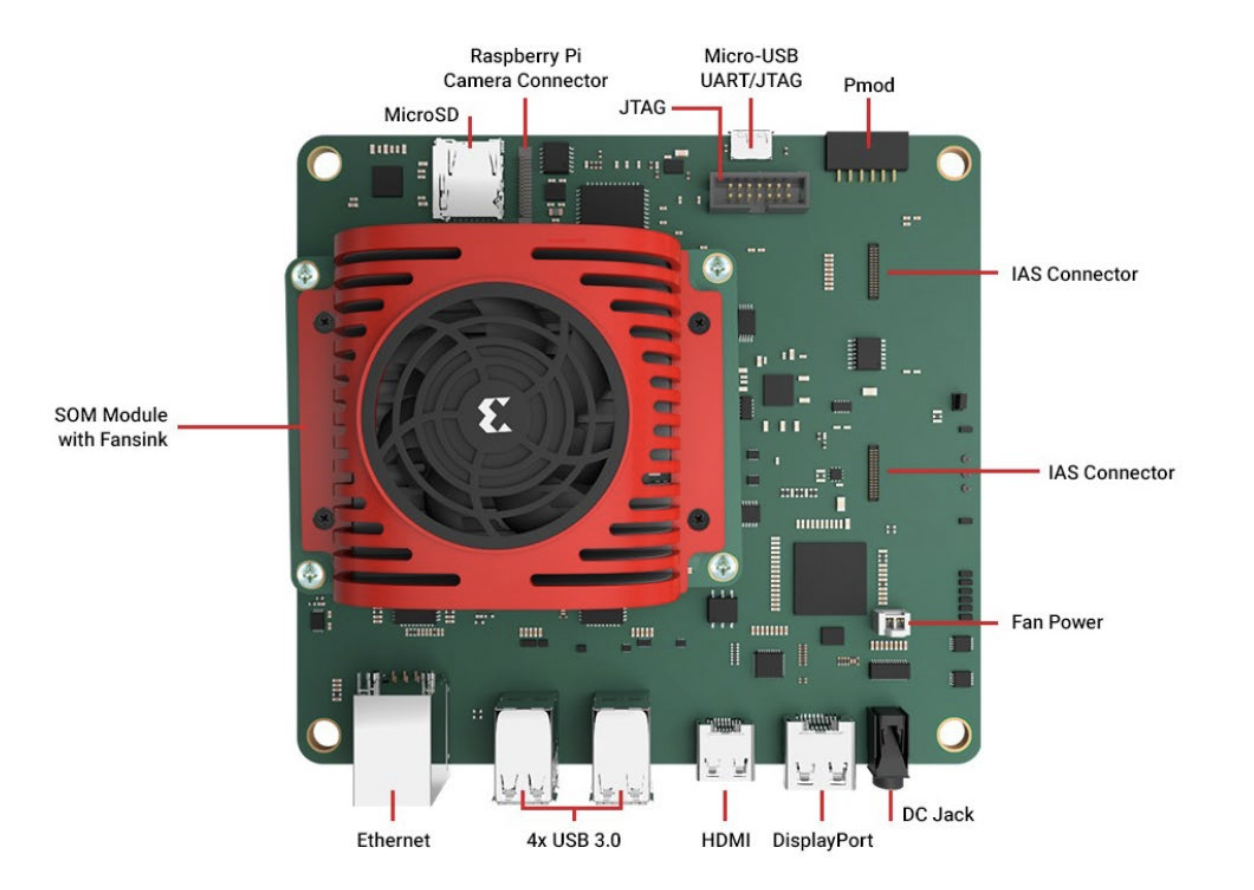 Raspberry Pi
Camera Connector
Micro-USB
UART/JTAG
Pmod
JTAG
MicroSD
IAS Connector
SOM Module
with Fansink
IAS Connector
Fan Power
DC Jack
Ethernet
4x USB 3.0
HDMI
DisplayPort